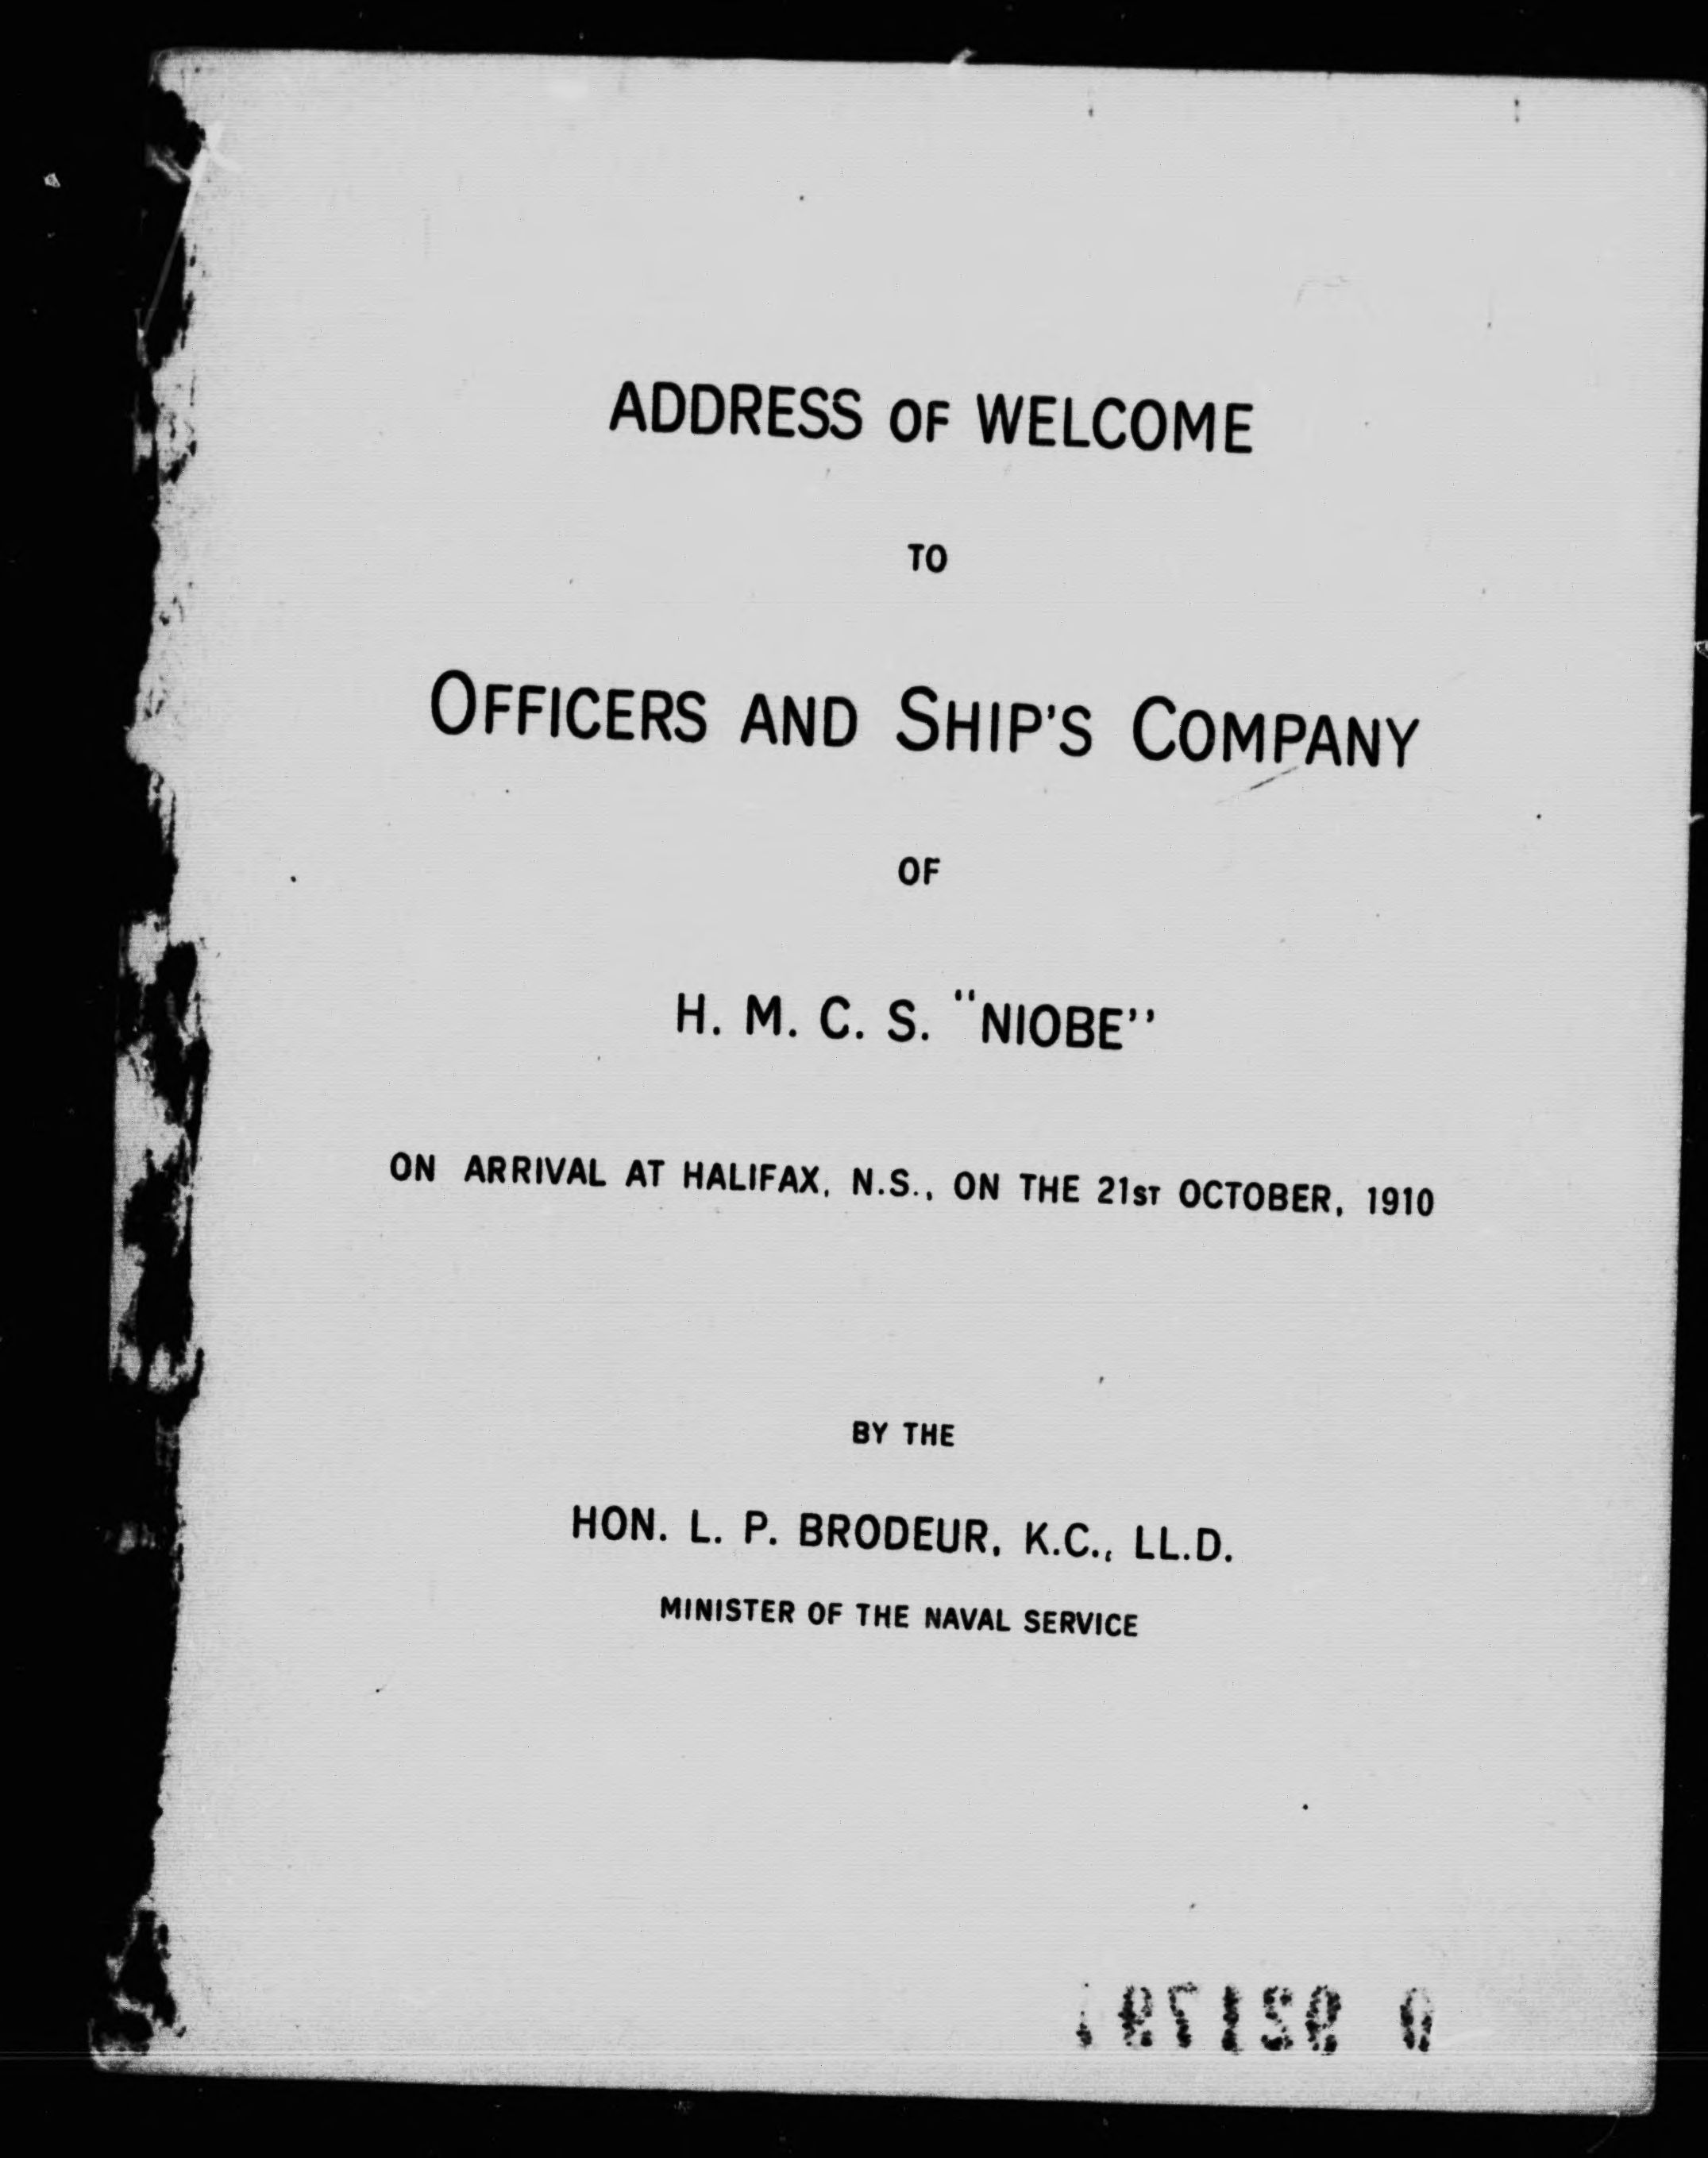 ADDRESS OF WELCOME
TO
OFFICERS AND SHIP'S COMPANY
OF
H. M. C. S. "NIOBE"
ON ARRIVAL AT HALIFAX, N.S., ON THE 21ST OCTOBER, 1910
BY THE
HON. L. P. BRODEUR, K.C., LL.D.
MINISTER OF THE NAVAL SERVICE